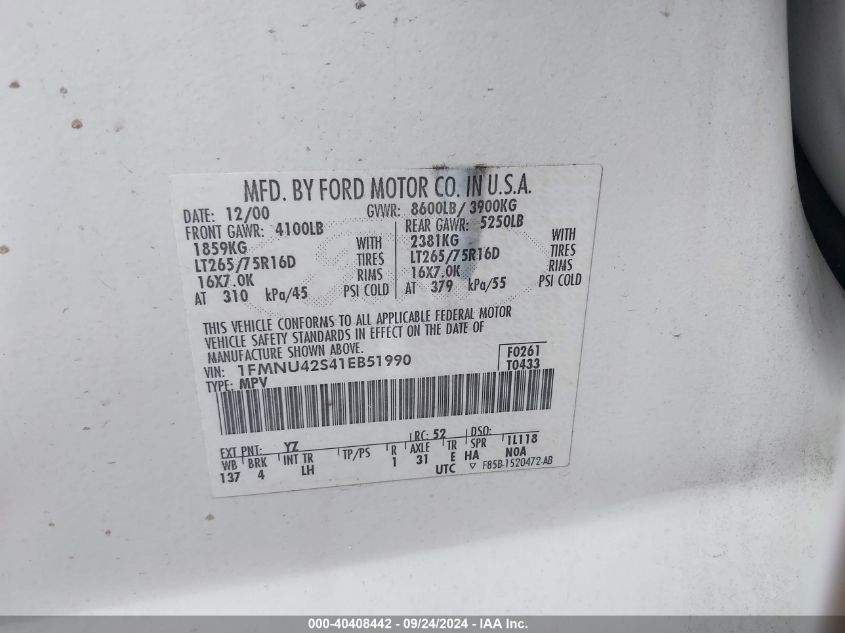 MFD. BY FORD MOTOR CO. IN U.S.A.
DATE: 12/00 GVWR: 8600LB/ 3900KG
FRONT GAWR: 4100LB REAR GAWR: 5250LB
1859KG WITH 2381KG WITH
LT265/75R16D TIRES LT265/75R16D TIRES
16X7.0K RIMS 16X7.0K RIMS
AT 310 kPa/45 PSI COLD AT 379 kPa/55 PSI COLD
THIS VEHICLE CONFORMS TO ALL APPLICABLE FEDERAL MOTOR
VEHICLE SAFETY STANDARDS IN EFFECT ON THE DATE OF
MANUFACTURE SHOWN ABOVE.
VIN: 1FMNU42S41EB51990 F0261
TYPE: MPV T0433
EXT PNT: YZ RC: 52 DSO:
WB BRK INT TR TP/PS R AXLE TR SPR 1L118
137 4 LH 1 31 E HA N0A
UTC ▽ F85B-1520472-AB
000-40408442 - 09/24/2024 - IAA Inc.